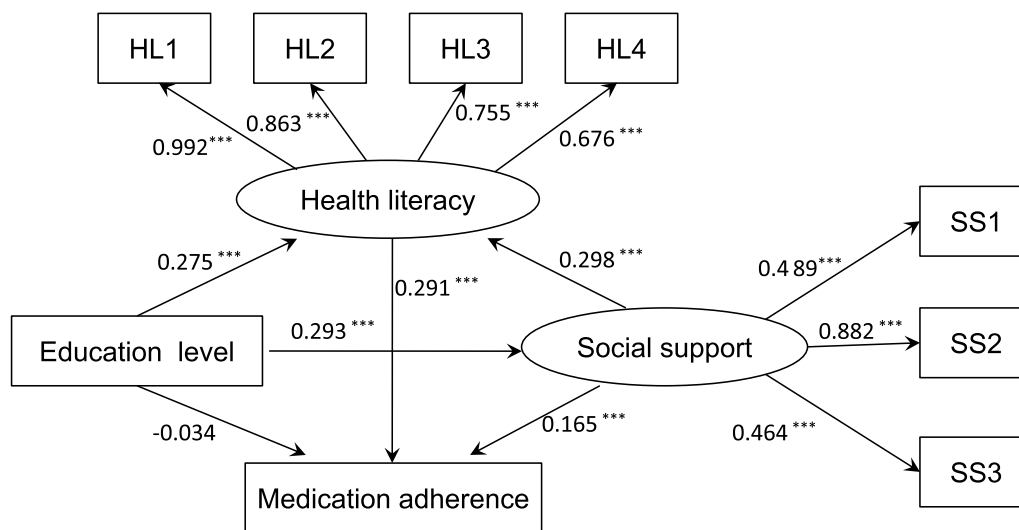 HL1
HL2
HL3
HL4
0.992***
0.863 ***
0.755 ***
0.676 ***
Health literacy
SS1
0.275 ***
0.298 ***
0.4 89***
0.291 ***
Education level
0.293 ***
Social support
0.882 ***
SS2
-0.034
0.165 ***
0.464 ***
SS3
Medication adherence